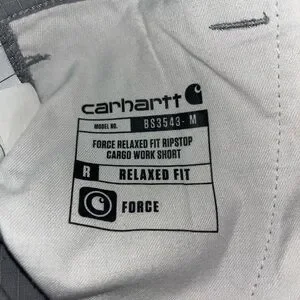 carhartt
MODEL NO. BS3543-M
FORCE RELAXED FIT RIPSTOP
CARGO WORK SHORT
R RELAXED FIT
FORCE